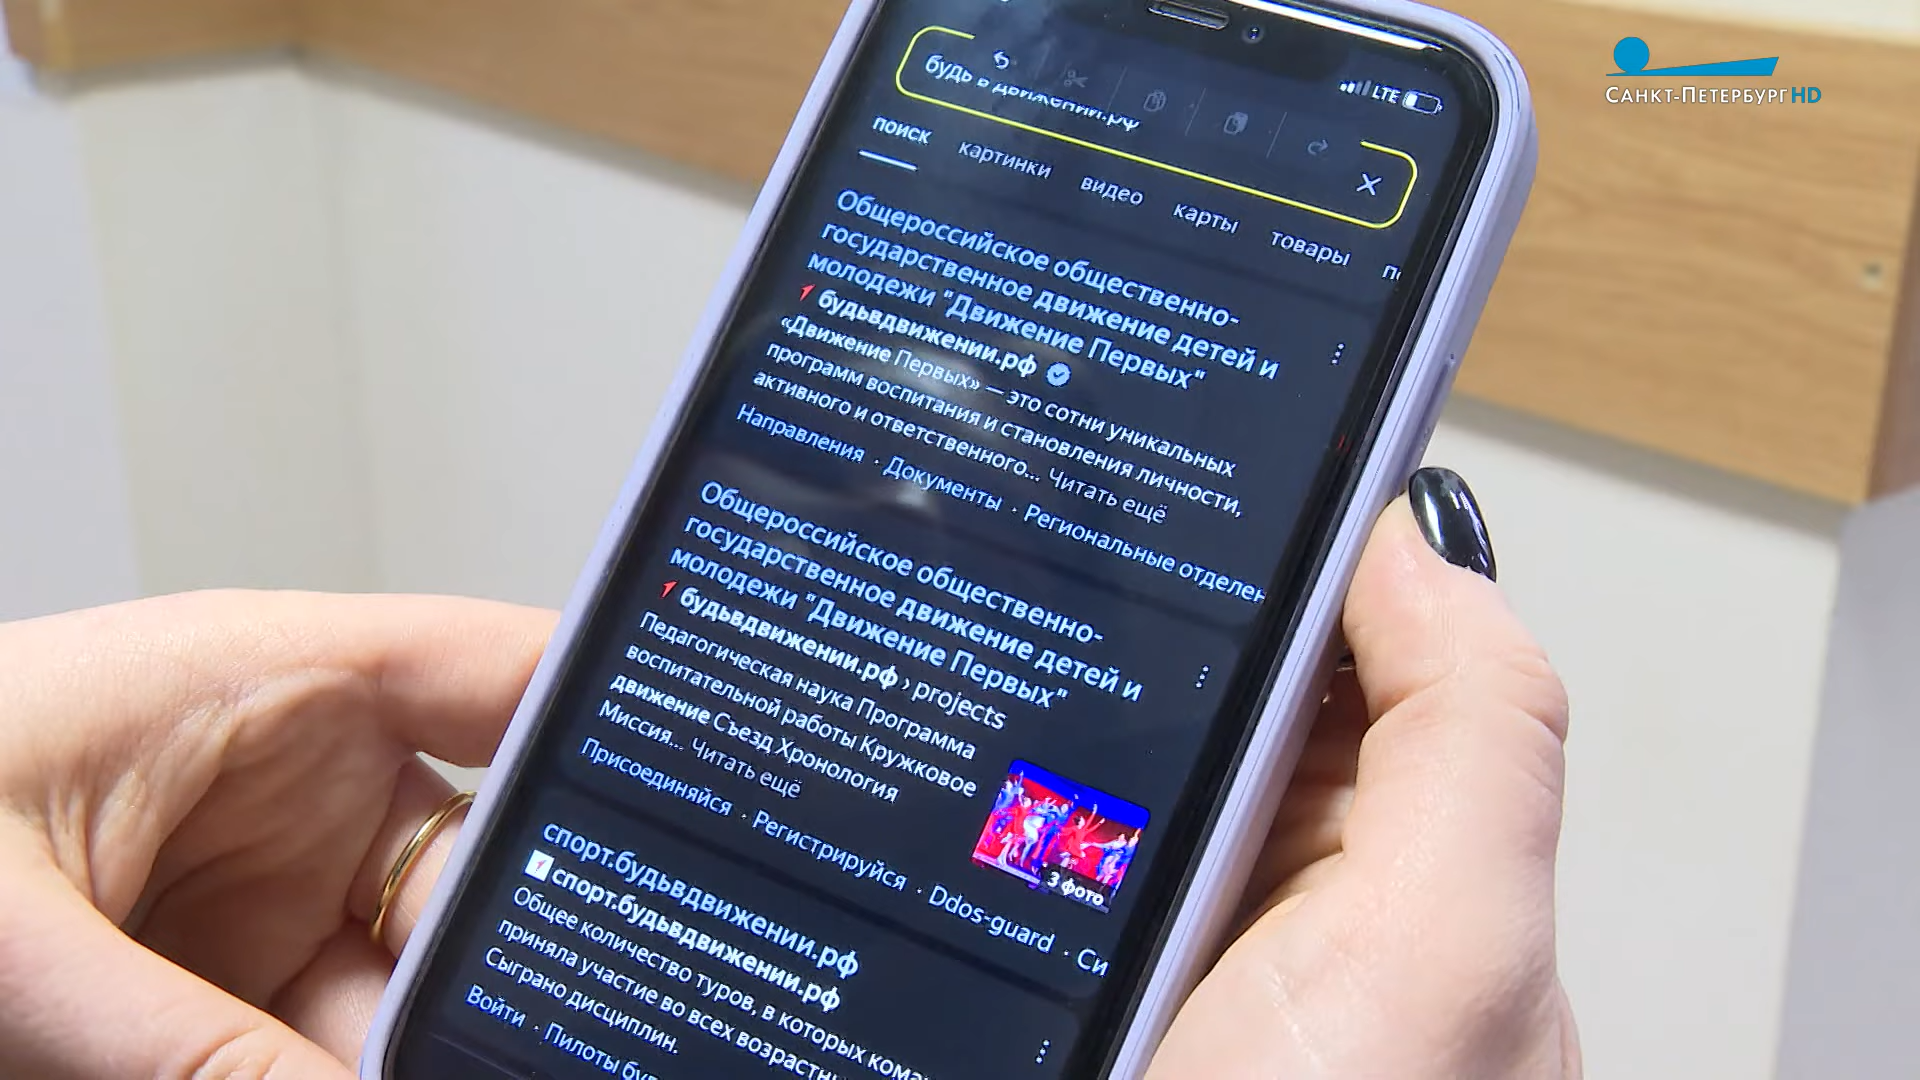 САНКТ-ПЕТЕРБУРГ HD
LTE
будь в движении.рф
поиск картинки видео карты товары
Общероссийское общественно-
государственное движение детей и
молодежи "Движение Первых"
будьвдвижении.рф
«Движение Первых» — это сотни уникальных
программ воспитания и становления личности,
активного и ответственного... Читать ещё
Направления · Документы · Региональные отделен
Общероссийское общественно-
государственное движение детей и
молодежи "Движение Первых"
будьвдвижении.рф › projects
Педагогическая наука Программа
воспитательной работы Кружковое
движение Съезд Хронология
Миссия... Читать ещё
3 фото
Присоединяйся · Регистрируйся · Ddos-guard · Си
спорт.будьвдвижении.рф
спорт.будьвдвижении.рф
Общее количество туров, в которых кома
приняла участие во всех возрастн
Сыграно дисциплин.
Войти · Пилоты буд